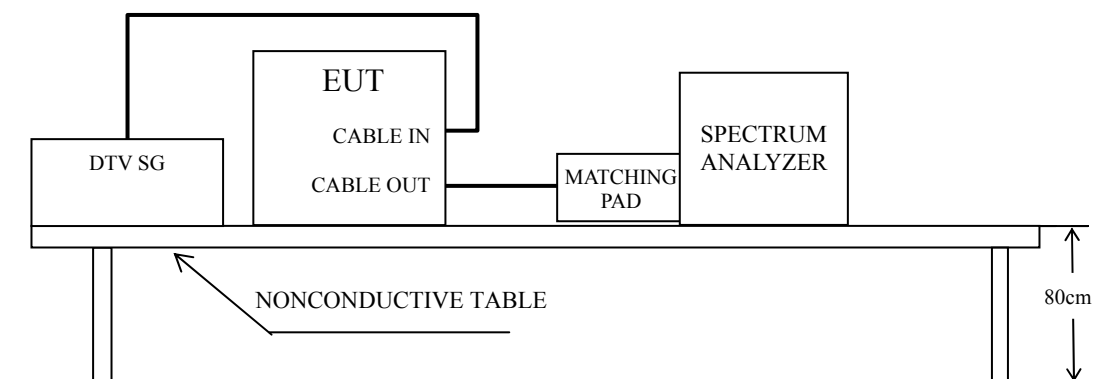 EUT
CABLE IN
DTV SG
CABLE OUT
MATCHING
PAD
SPECTRUM
ANALYZER
NONCONDUCTIVE TABLE
80cm